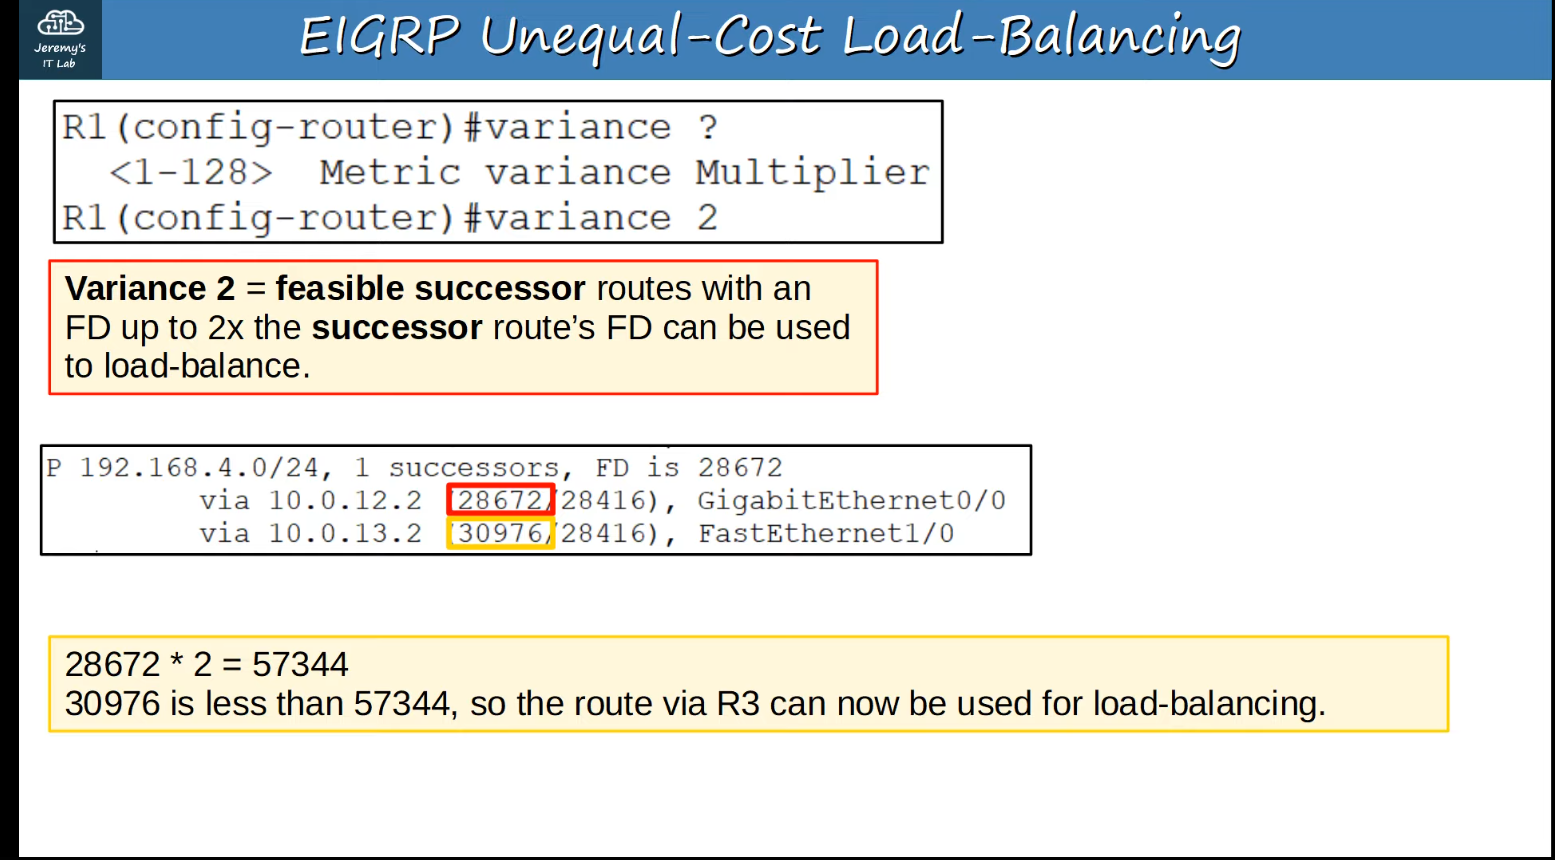 Jeremy's
IT Lab
EIGRP Unequal-Cost Load-Balancing
R1(config-router)#variance ?
<1-128> Metric variance Multiplier
R1(config-router)#variance 2
Variance 2 = feasible successor routes with an
FD up to 2x the successor route's FD can be used
to load-balance.
P 192.168.4.0/24, 1 successors, FD is 28672
via 10.0.12.2 (28672/28416), GigabitEthernet0/0
via 10.0.13.2 (30976/28416), FastEthernet1/0
28672 * 2 = 57344
30976 is less than 57344, so the route via R3 can now be used for load-balancing.